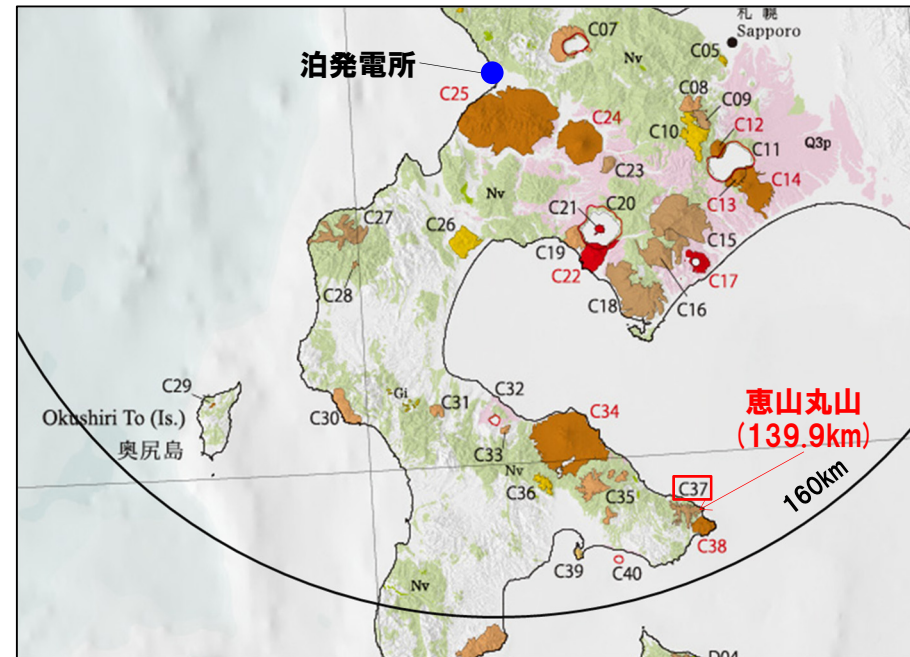 札 幌
Sapporo
C07
Nv
C05
泊発電所
C25
C24
C08
C09
C10
C12
C11
Q3p
C23
C14
C13
Nv
C21
C20
C27
C26
C15
C19
C22
C17
C28
C16
C18
C29
Gi
C32
Okushiri To (Is.)
奥尻島
C30
C31
C34
恵山丸山
(139.9km)
C33
Nv
C36
C35
C37
160km
C38
C39
C40
Nv
D04